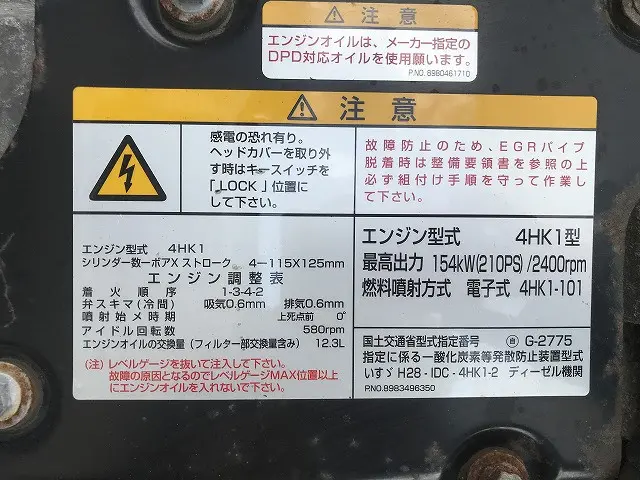 ⚠ 注意
エンジンオイルは、メーカー指定の
DPD対応オイルを使用願います。
P.NO. 8980461710
⚠ 注意
感電の恐れ有り。
ヘッドカバーを取り外
す時はキースイッチを
「LOCK」位置に
して下さい。
故障防止のため、EGRパイプ
脱着時は整備要領書を参照の上
必ず組付け手順を守って作業し
て下さい。
エンジン型式 4HK1
シリンダ数ーボアX ストローク 4－115X125mm
エンジン調整表
着火順序 1-3-4-2
弁スキマ(冷間) 吸気0.6mm 排気0.6mm
噴射始メ時期 上死点前 0°
アイドル回転数 580rpm
エンジンオイルの交換量 (フィルター部交換量含み) 12.3L
(注) レベルゲージを抜いて注入して下さい。
故障の原因となるのでレベルゲージMAX位置以上
にエンジンオイルを入れないで下さい。
エンジン型式 4HK1型
最高出力 154kW(210PS) /2400rpm
燃料噴射方式 電子式 4HK1-101
国土交通省型式指定番号 自 G-2775
指定に係る一酸化炭素等発散防止装置型式
いすゞ H28 - IDC - 4HK1-2 ディーゼル機関
P.NO. 8983496350